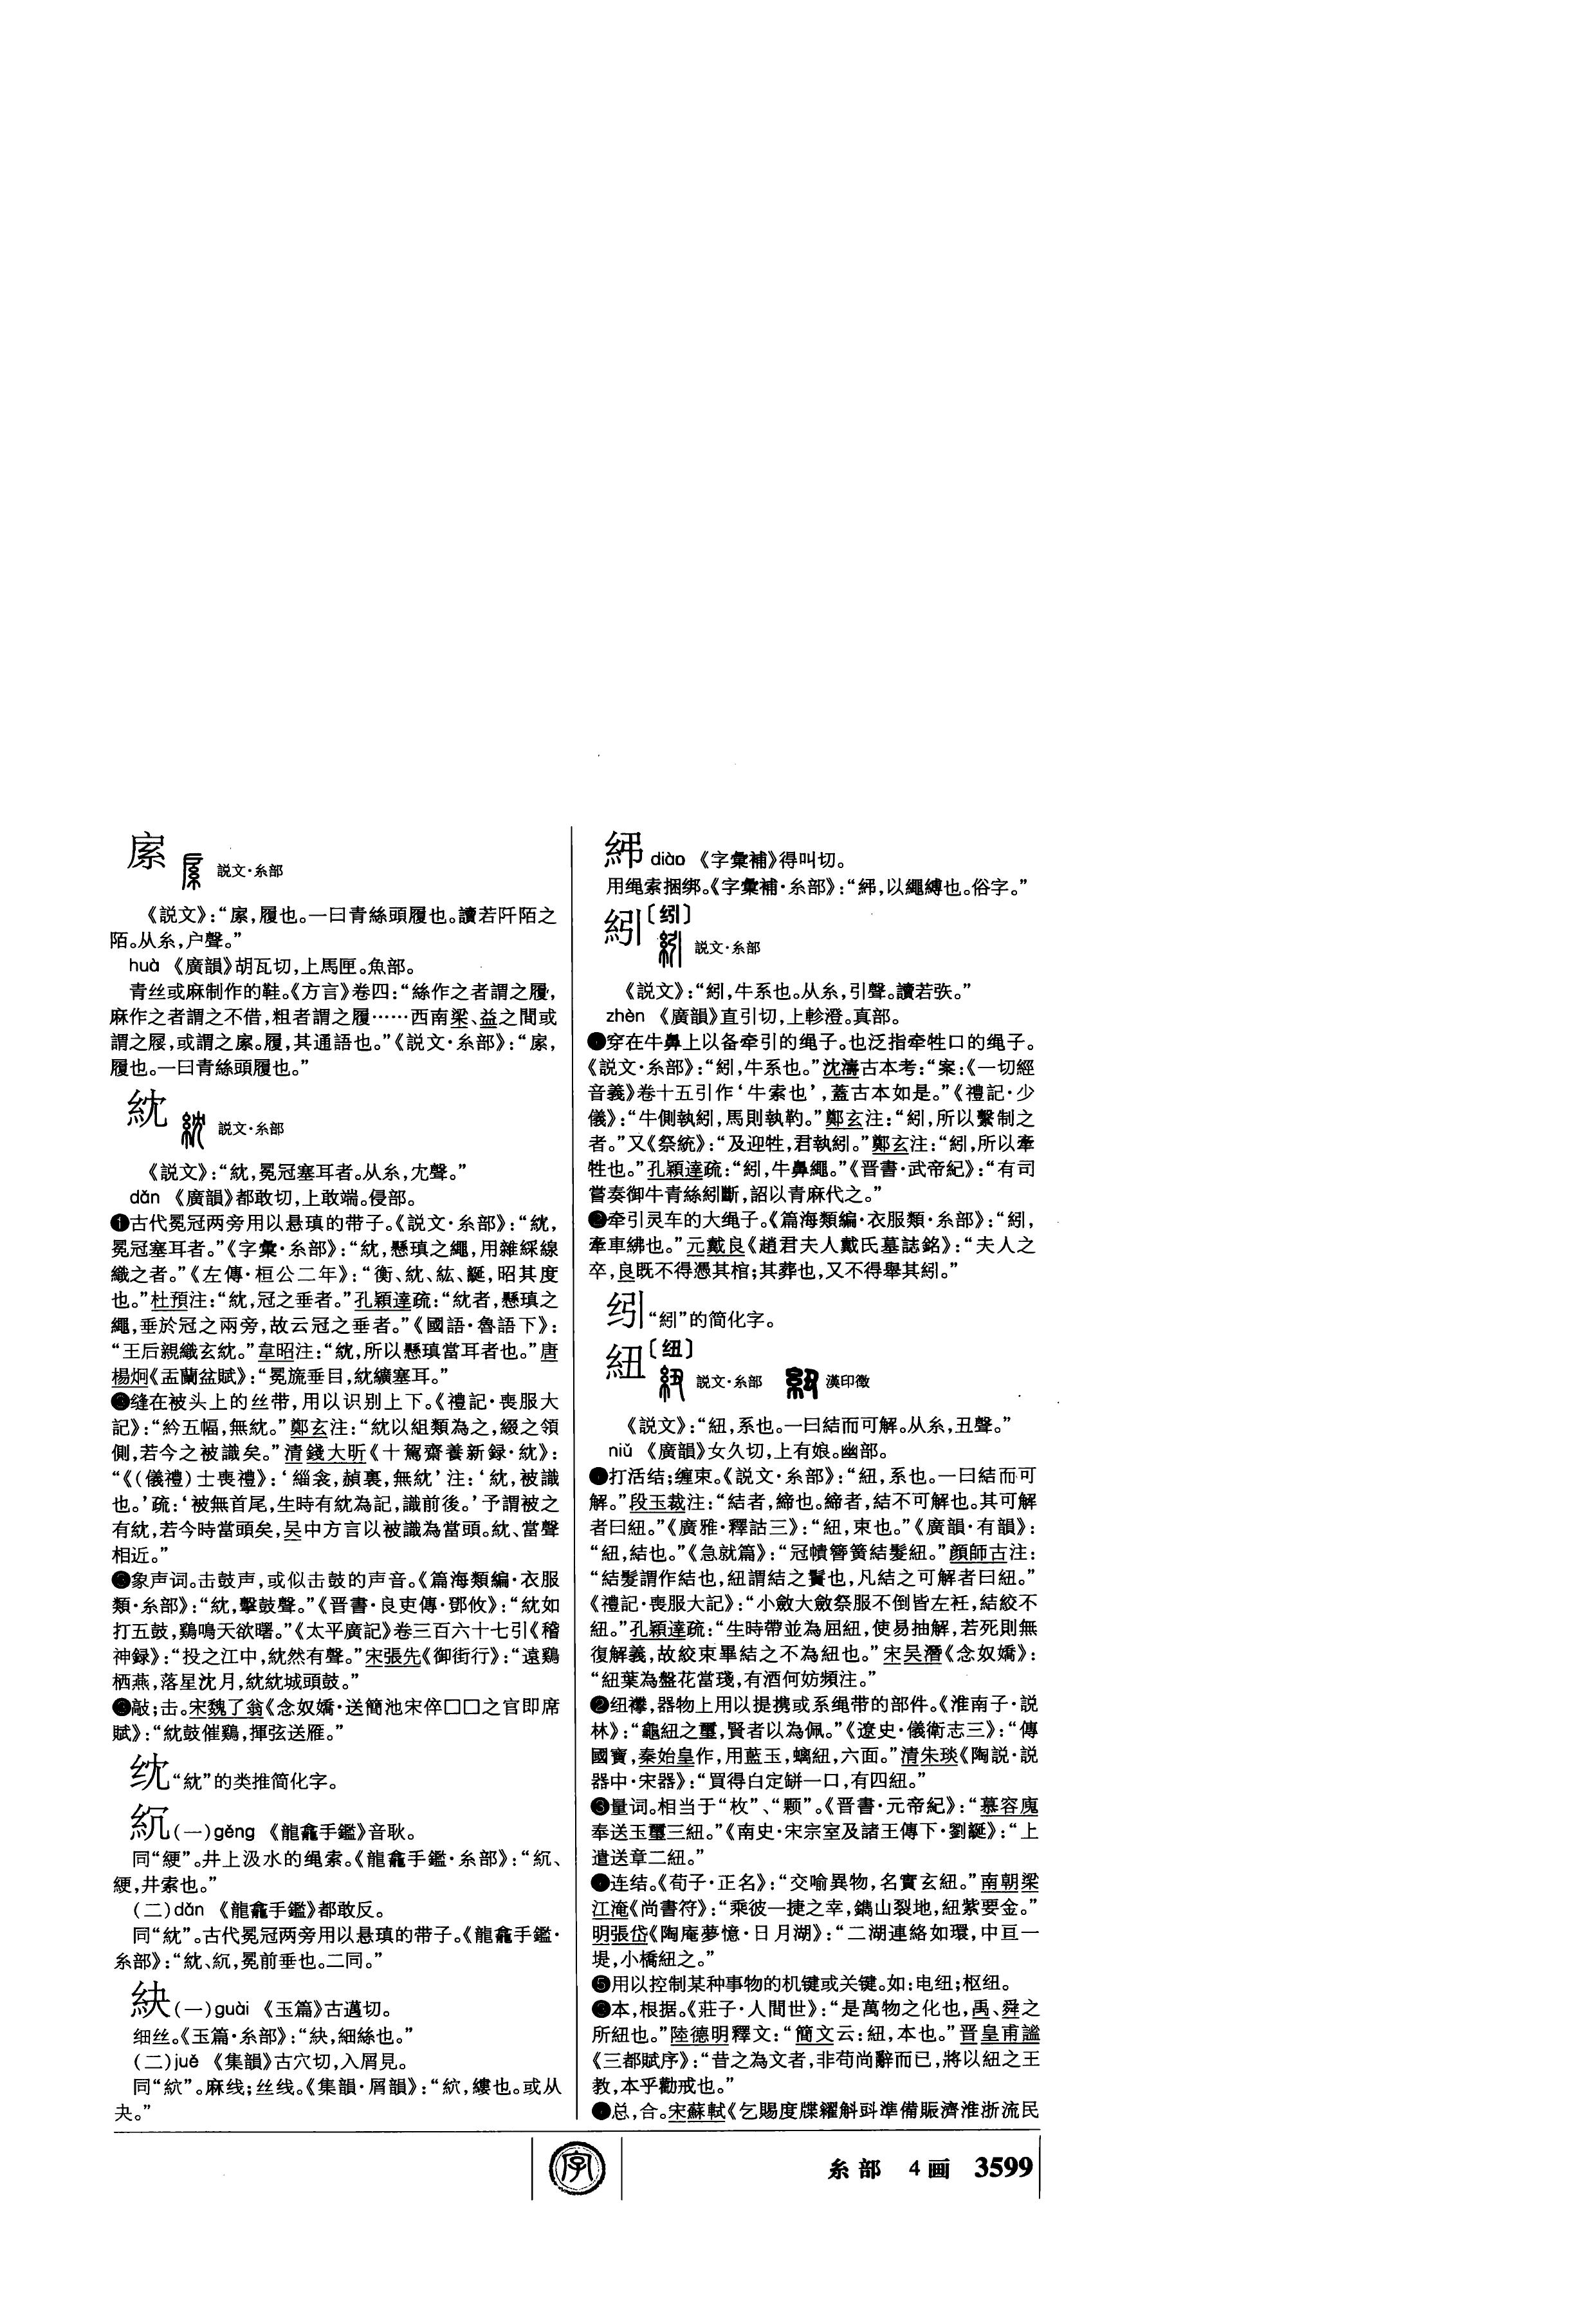 㡆 説文·糸部
《説文》：“㡆，履也。一曰青絲頭履也。讀若阡陌之
陌。从糸，户聲。”
huà 《廣韻》胡瓦切，上馬匣。魚部。
青丝或麻制作的鞋。《方言》卷四：“絲作之者謂之履，
麻作之者謂之不借，粗者謂之履……西南梁、益之間或
謂之屐，或謂之㡆。履，其通語也。”《説文·糸部》：“㡆，
履也。一曰青絲頭履也。”
紞 説文·糸部
《説文》：“紞，冕冠塞耳者。从糸，冘聲。”
dǎn 《廣韻》都敢切，上敢端。侵部。
❶古代冕冠两旁用以悬瑱的带子。《説文·糸部》：“紞，
冕冠塞耳者。”《字彙·糸部》：“紞，懸瑱之繩，用雜綵線
織之者。”《左傳·桓公二年》：“衡、紞、紘、綖，昭其度
也。”杜預注：“紞，冠之垂者。”孔穎達疏：“紞者，懸瑱之
繩，垂於冠之兩旁，故云冠之垂者。”《國語·魯語下》：
“王后親織玄紞。”韋昭注：“紞，所以懸瑱當耳者也。”唐
楊炯《盂蘭盆賦》：“冕旒垂目，紞纊塞耳。”
❷缝在被头上的丝带，用以识别上下。《禮記·喪服大
記》：“紟五幅，無紞。”鄭玄注：“紞以組類為之，綴之領
側，若今之被識矣。”清錢大昕《十駕齋養新録·紞》：
“《（儀禮）士喪禮》：‘緇衾，赬裏，無紞’注：‘紞，被識
也。’疏：‘被無首尾，生時有紞為記，識前後。’予謂被之
有紞，若今時當頭矣，吴中方言以被識為當頭。紞、當聲
相近。”
❸象声词。击鼓声，或似击鼓的声音。《篇海類編·衣服
類·糸部》：“紞，擊鼓聲。”《晋書·良吏傳·鄧攸》：“紞如
打五鼓，鷄鳴天欲曙。”《太平廣記》卷三百六十七引《稽
神録》：“投之江中，紞然有聲。”宋張先《御街行》：“遠鷄
栖燕，落星沈月，紞紞城頭鼓。”
❹敲；击。宋魏了翁《念奴嬌·送簡池宋倅□□之官即席
賦》：“紞鼓催鷄，揮弦送雁。”
𬘘 “紞”的类推简化字。
䋁 (一)gěng 《龍龕手鑑》音耿。
同“綆”。井上汲水的绳索。《龍龕手鑑·糸部》：“䋁、
綆，井索也。”
(二)dǎn 《龍龕手鑑》都敢反。
同“紞”。古代冕冠两旁用以悬瑱的带子。《龍龕手鑑·
糸部》：“紞、䋁，冕前垂也。二同。”
䊽 (一)guài 《玉篇》古邁切。
细丝。《玉篇·糸部》：“䊽，細絲也。”
(二)jué 《集韻》古穴切，入屑見。
同“絘”。麻线；丝线。《集韻·屑韻》：“，縷也。或从
夬。”
diào 《字彙補》得叫切。
用绳索捆绑。《字彙補·糸部》：“，以繩縛也。俗字。”
紖〔纼〕 説文·糸部
《説文》：“紖，牛系也。从糸，引聲。讀若矤。”
zhèn 《廣韻》直引切，上軫澄。真部。
❶穿在牛鼻上以备牵引的绳子。也泛指牵牲口的绳子。
《説文·糸部》：“紖，牛系也。”沈濤古本考：“案：《一切經
音義》卷十五引作‘牛索也’，蓋古本如是。”《禮記·少
儀》：“牛側執紖，馬則執靮。”鄭玄注：“紖，所以繫制之
者。”又《祭統》：“及迎牲，君執紖。”鄭玄注：“紖，所以牽
牲也。”孔穎達疏：“紖，牛鼻繩。”《晋書·武帝紀》：“有司
嘗奏御牛青絲紖斷，詔以青麻代之。”
❷牵引灵车的大绳子。《篇海類編·衣服類·糸部》：“紖，
牽車紼也。”元戴良《趙君夫人戴氏墓誌銘》：“夫人之
卒，良既不得憑其棺；其葬也，又不得舉其紖。”
纼 “紖”的简化字。
紐〔纽〕 説文·糸部 漢印徵
《説文》：“紐，系也。一曰結而可解。从糸，丑聲。”
niǔ 《廣韻》女久切，上有娘。幽部。
❶打活结；缠束。《説文·糸部》：“紐，系也。一曰結而可
解。”段玉裁注：“結者，締也。締者，結不可解也。其可解
者曰紐。”《廣雅·釋詁三》：“紐，束也。”《廣韻·有韻》：
“紐，結也。”《急就篇》：“冠幘簪簧結髮紐。”顔師古注：
“結髮謂作結也，紐謂結之鬟也，凡結之可解者曰紐。”
《禮記·喪服大記》：“小斂大斂祭服不倒皆左衽，結絞不
紐。”孔穎達疏：“生時帶並為屈紐，使易抽解，若死則無
復解義，故絞束畢結之不為紐也。”宋吴潛《念奴嬌》：
“紐葉為盤花當琖，有酒何妨頻注。”
❷纽襻，器物上用以提携或系绳带的部件。《淮南子·説
林》：“龜紐之璽，賢者以為佩。”《遼史·儀衛志三》：“傳
國寶，秦始皇作，用藍玉，螭紐，六面。”清朱琰《陶説·説
器中·宋器》：“買得白定缾一口，有四紐。”
❸量词。相当于“枚”、“颗”。《晋書·元帝紀》：“慕容廆
奉送玉璽三紐。”《南史·宋宗室及諸王傳下·劉誕》：“上
遣送章二紐。”
❹连结。《荀子·正名》：“交喻異物，名實玄紐。”南朝梁
江淹《尚書符》：“乘彼一捷之幸，鐫山裂地，紐紫要金。”
明張岱《陶庵夢憶·日月湖》：“二湖連絡如環，中亘一
堤，小橋紐之。”
❺用以控制某种事物的机键或关键。如：电纽；枢纽。
❻本，根据。《莊子·人間世》：“是萬物之化也，禹、舜之
所紐也。”陸德明釋文：“簡文云：紐，本也。”晋皇甫謐
《三都賦序》：“昔之為文者，非苟尚辭而已，將以紐之王
教，本乎勸戒也。”
❼总，合。宋蘇軾《乞賜度牒糴斛㪷準備賑濟淮浙流民
字
糸部 4画 3599